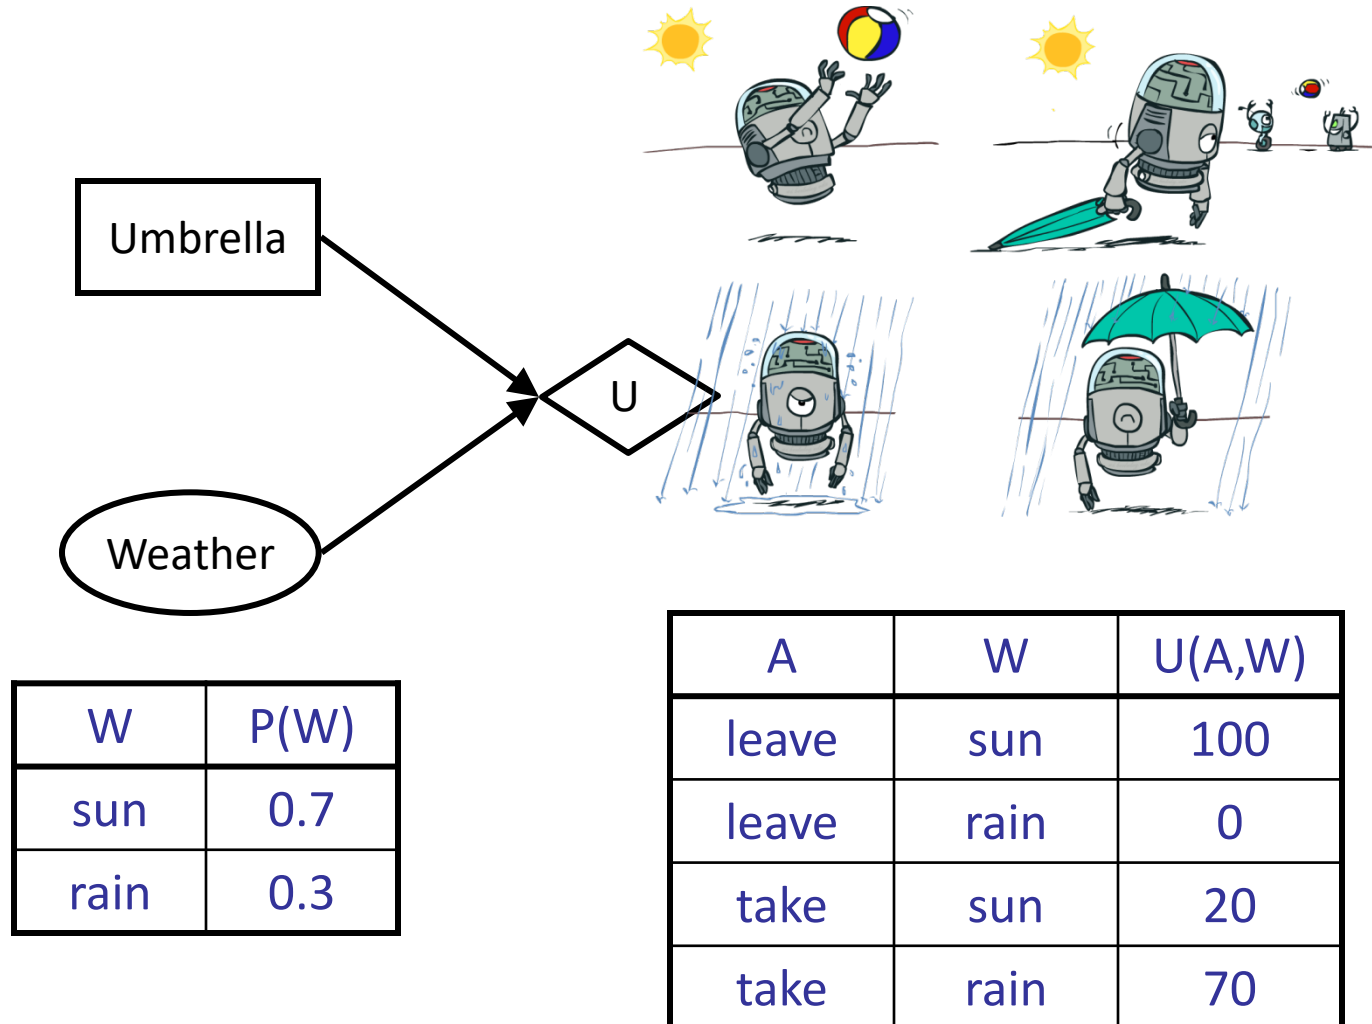 Umbrella
U
Weather
W P(W)
sun 0.7
rain 0.3
A W U(A,W)
leave sun 100
leave rain 0
take sun 20
take rain 70